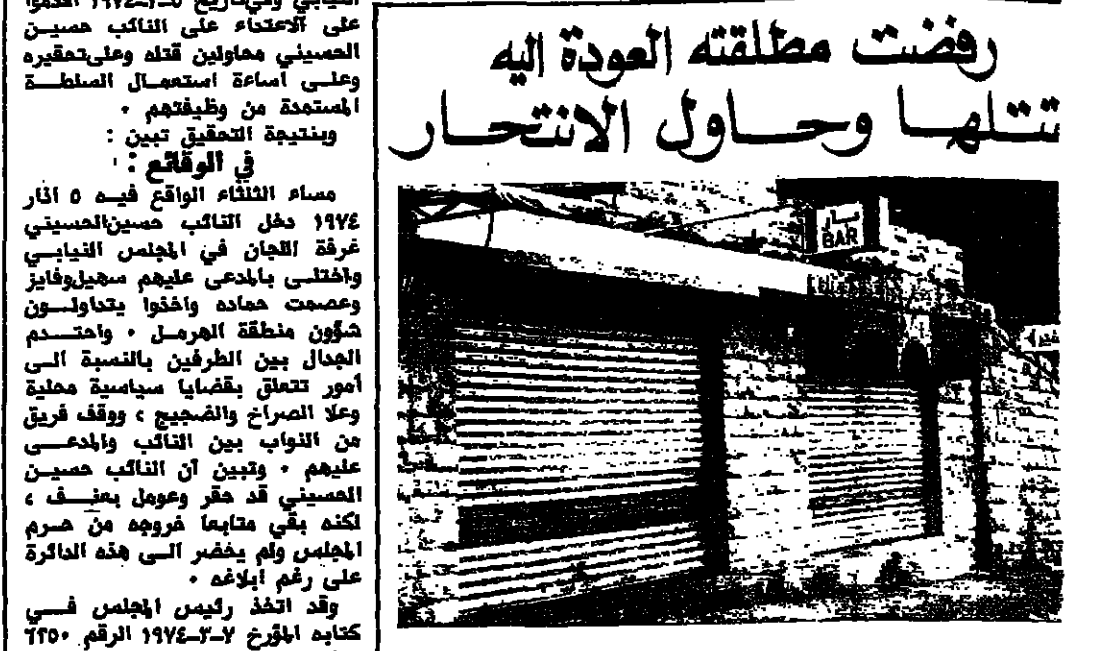 رفضت مطلقته العودة اليه
وحاول الانتحار
بار
BAR
على الاعتداء على النائب حسين
الحسيني محاولين قتله وعلى تحقيره
وعلى اساءة استعمال السلطة
المستمدة من وظيفتهم .
وبنتيجة التحقيق تبين :
في الوقائع :
مساء الثلثاء الواقع فيه ٥ اذار
١٩٧٤ دخل النائب حسين الحسيني
غرفة اللجان في المجلس النيابي
واختلى بالمدعى عليهم سهيل وفايز
وعصمت حماده واخذوا يتداولون
شؤون منطقة الهرمل . واحتدم
الجدال بين الطرفين بالنسبة الى
أمور تتعلق بقضايا سياسية محلية
وعلا الصراخ والضجيج ، ووقف فريق
من النواب بين النائب والمدعى
عليهم . وتبين أن النائب حسين
الحسيني قد حقر وعومل بعنف ،
لكنه بقي متابعا خروجه من حرم
المجلس ولم يحضر الى هذه الدائرة
على رغم ابلاغه .
وقد اتخذ رئيس المجلس في
كتابه المؤرخ ٧-٣-١٩٧٤ الرقم ٦٢٥٠